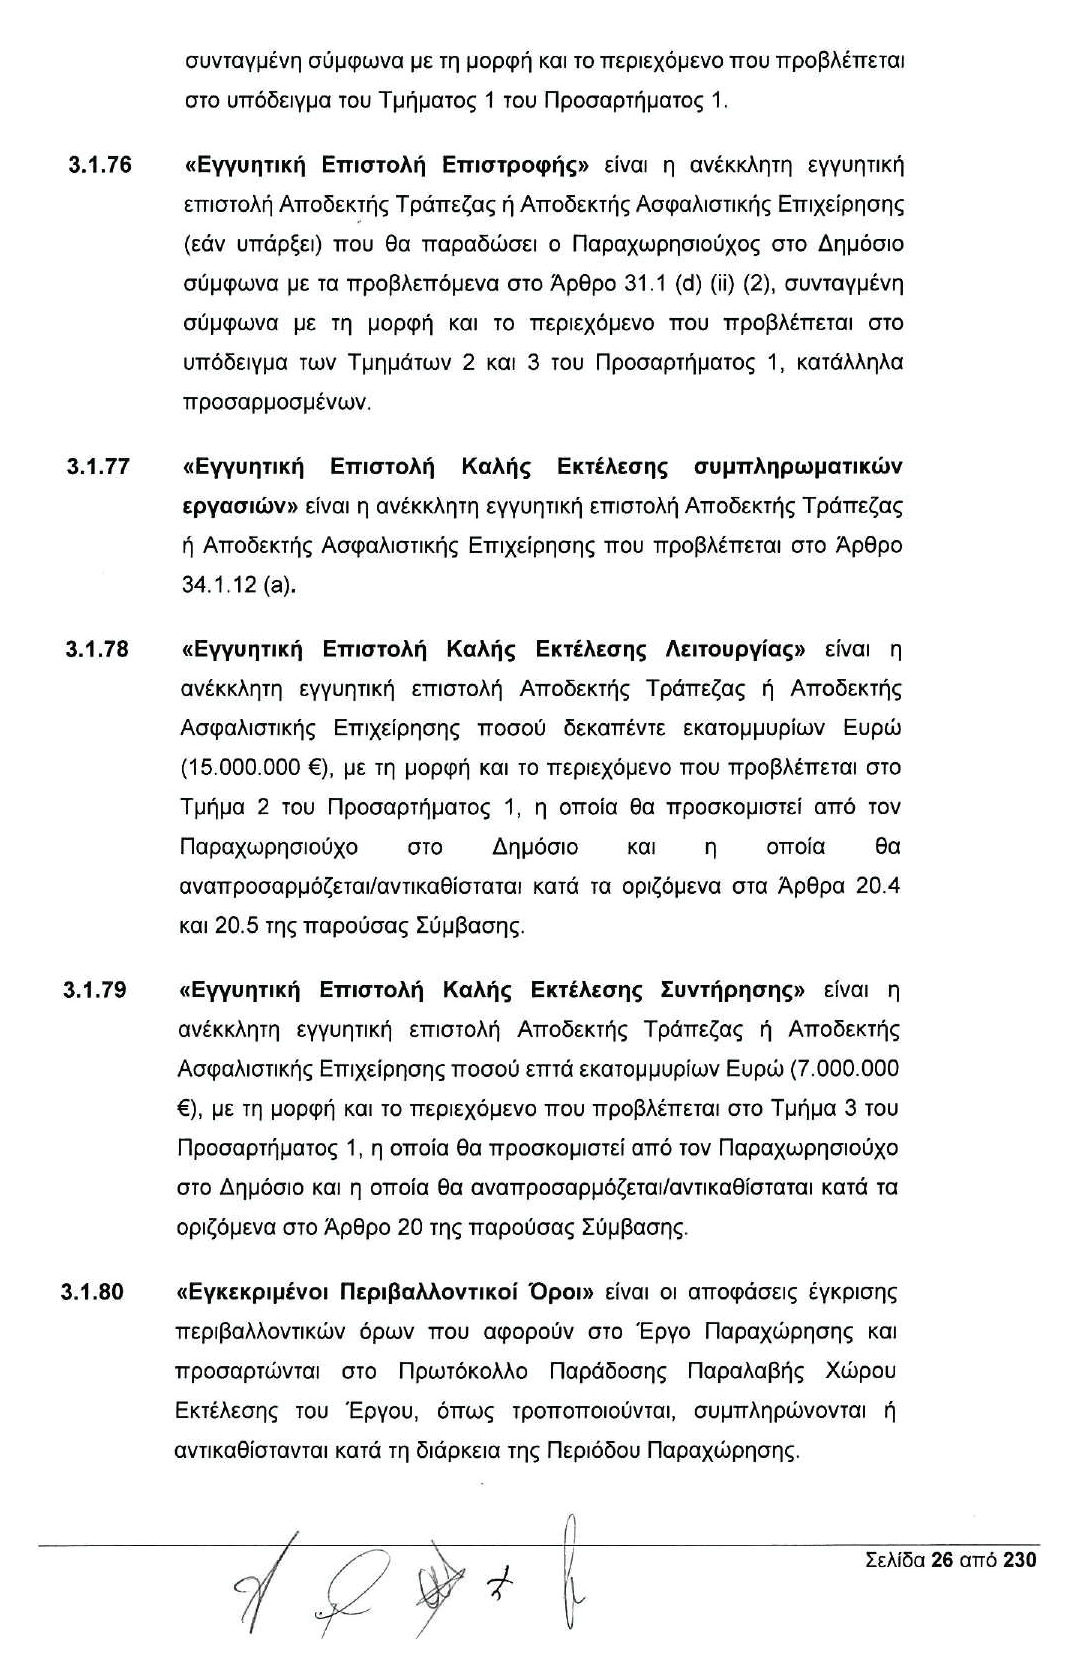 συνταγμένη σύμφωνα με τη μορφή και το περιεχόμενο που προβλέπεται
στο υπόδειγμα του Τμήματος 1 του Προσαρτήματος 1.
3.1.76 «Εγγυητική Επιστολή Επιστροφής» είναι η ανέκκλητη εγγυητική
επιστολή Αποδεκτής Τράπεζας ή Αποδεκτής Ασφαλιστικής Επιχείρησης
(εάν υπάρξει) που θα παραδώσει ο Παραχωρησιούχος στο Δημόσιο
σύμφωνα με τα προβλεπόμενα στο Άρθρο 31.1 (d) (ii) (2), συνταγμένη
σύμφωνα με τη μορφή και το περιεχόμενο που προβλέπεται στο
υπόδειγμα των Τμημάτων 2 και 3 του Προσαρτήματος 1, κατάλληλα
προσαρμοσμένων.
3.1.77 «Εγγυητική Επιστολή Καλής Εκτέλεσης συμπληρωματικών
εργασιών» είναι η ανέκκλητη εγγυητική επιστολή Αποδεκτής Τράπεζας
ή Αποδεκτής Ασφαλιστικής Επιχείρησης που προβλέπεται στο Άρθρο
34.1.12 (a).
3.1.78 «Εγγυητική Επιστολή Καλής Εκτέλεσης Λειτουργίας» είναι η
ανέκκλητη εγγυητική επιστολή Αποδεκτής Τράπεζας ή Αποδεκτής
Ασφαλιστικής Επιχείρησης ποσού δεκαπέντε εκατομμυρίων Ευρώ
(15.000.000 €), με τη μορφή και το περιεχόμενο που προβλέπεται στο
Τμήμα 2 του Προσαρτήματος 1, η οποία θα προσκομιστεί από τον
Παραχωρησιούχο στο Δημόσιο και η οποία θα
αναπροσαρμόζεται/αντικαθίσταται κατά τα οριζόμενα στα Άρθρα 20.4
και 20.5 της παρούσας Σύμβασης.
3.1.79 «Εγγυητική Επιστολή Καλής Εκτέλεσης Συντήρησης» είναι η
ανέκκλητη εγγυητική επιστολή Αποδεκτής Τράπεζας ή Αποδεκτής
Ασφαλιστικής Επιχείρησης ποσού επτά εκατομμυρίων Ευρώ (7.000.000
€), με τη μορφή και το περιεχόμενο που προβλέπεται στο Τμήμα 3 του
Προσαρτήματος 1, η οποία θα προσκομιστεί από τον Παραχωρησιούχο
στο Δημόσιο και η οποία θα αναπροσαρμόζεται/αντικαθίσταται κατά τα
οριζόμενα στο Άρθρο 20 της παρούσας Σύμβασης.
3.1.80 «Εγκεκριμένοι Περιβαλλοντικοί Όροι» είναι οι αποφάσεις έγκρισης
περιβαλλοντικών όρων που αφορούν στο Έργο Παραχώρησης και
προσαρτώνται στο Πρωτόκολλο Παράδοσης Παραλαβής Χώρου
Εκτέλεσης του Έργου, όπως τροποποιούνται, συμπληρώνονται ή
αντικαθίστανται κατά τη διάρκεια της Περιόδου Παραχώρησης.
Σελίδα 26 από 230